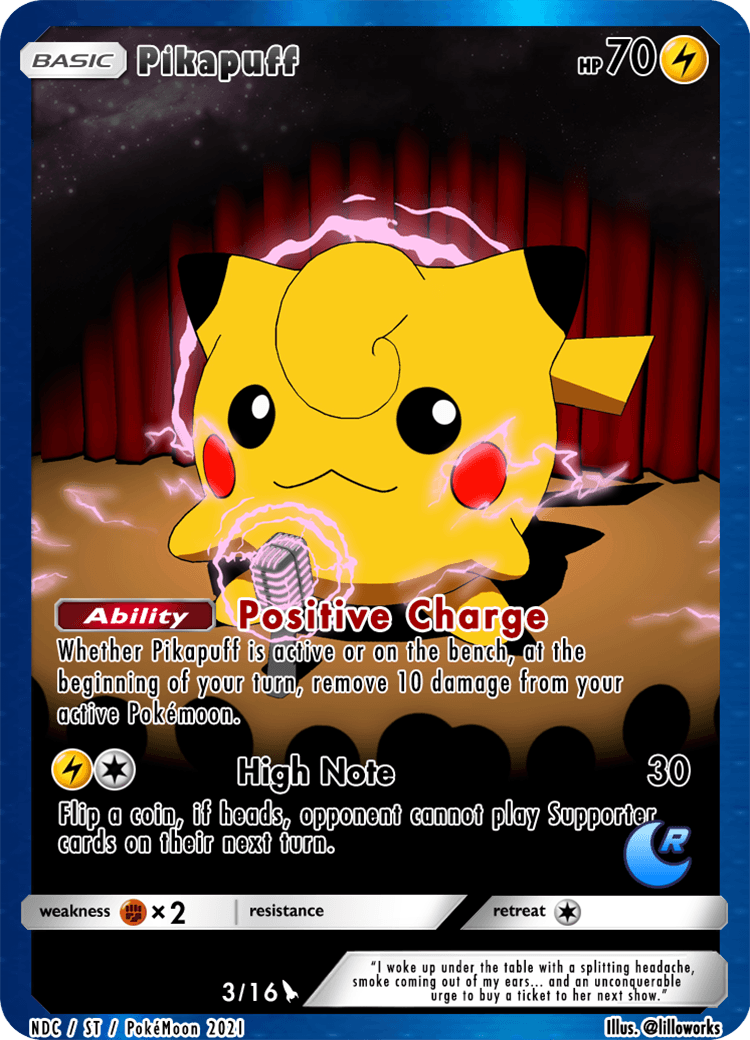 BASIC Pikapuff HP 70
Ability Positive Charge
Whether Pikapuff is active or on the bench, at the
beginning of your turn, remove 10 damage from your
active Pokémoon.
High Note 30
Flip a coin, if heads, opponent cannot play Supporter
cards on their next turn.
R
weakness ×2 resistance retreat
"I woke up under the table with a splitting headache,
smoke coming out of my ears... and an unconquerable
urge to buy a ticket to her next show."
3/16
NDC / ST / PokéMoon 2021 Illus. @lilloworks